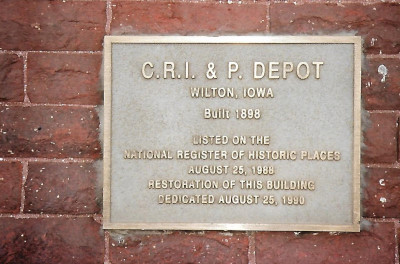 C.R.I. & P. DEPOT
WILTON, IOWA
Built 1898
LISTED ON THE
NATIONAL REGISTER OF HISTORIC PLACES
AUGUST 25, 1988
RESTORATION OF THIS BUILDING
DEDICATED AUGUST 25, 1990